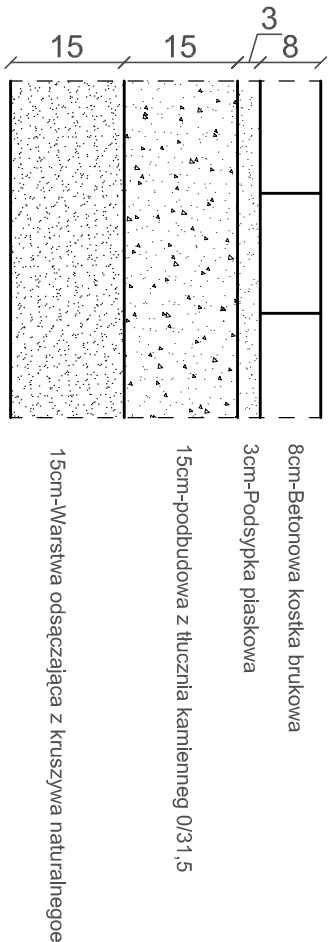 3
15
15
8
8cm-Betonowa kostka brukowa
3cm-Podsypka piaskowa
15cm-podbudowa z tłucznia kamienneg 0/31,5
15cm-Warstwa odsączająca z kruszywa naturalnegoe